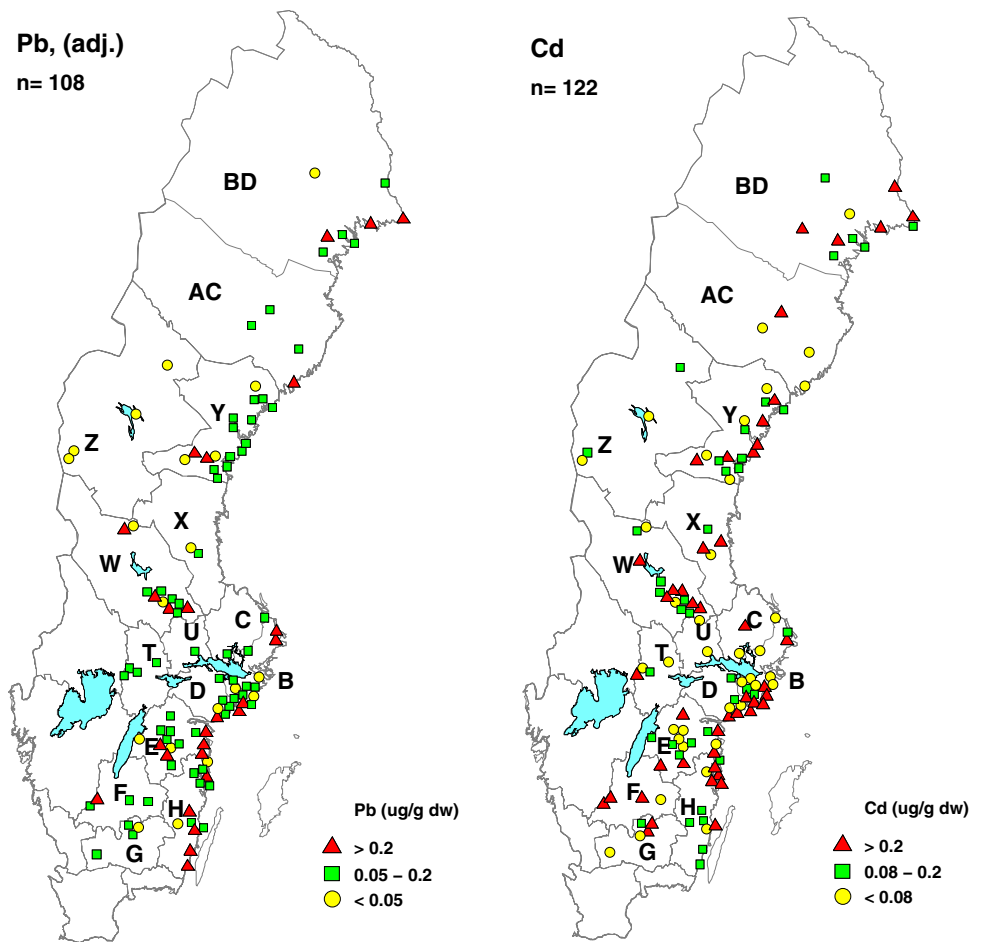 Pb, (adj.)
n= 108
BD
AC
Y
Z
X
W
C
U
T
B
D
E
F
H
G
Pb (ug/g dw)
> 0.2
0.05 – 0.2
< 0.05
Cd
n= 122
BD
AC
Y
Z
X
W
C
U
T
B
D
E
F
H
G
Cd (ug/g dw)
> 0.2
0.08 – 0.2
< 0.08